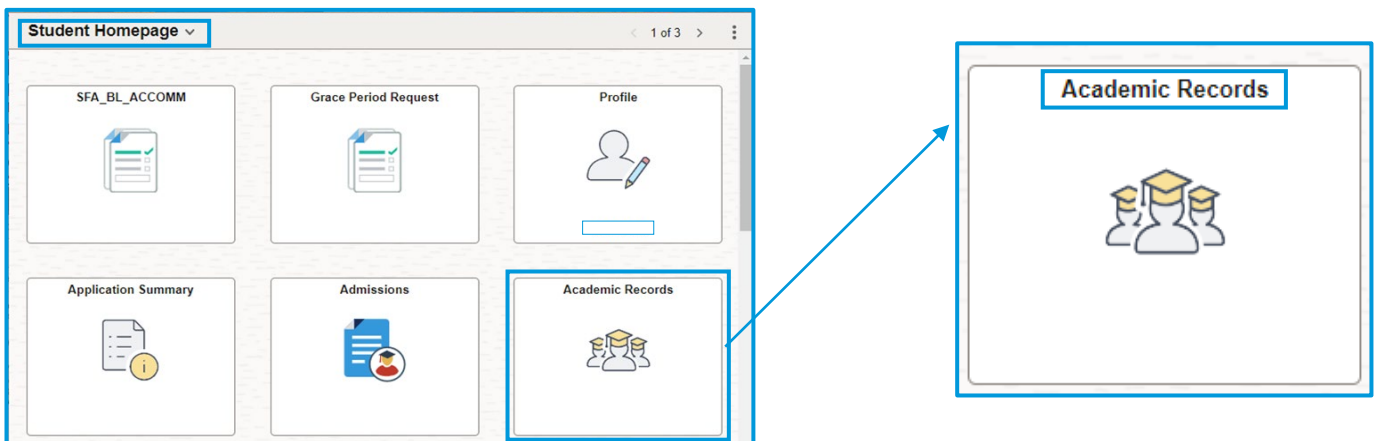 Student Homepage
1 of 3
SFA_BL_ACCOMM
Grace Period Request
Profile
Application Summary
Admissions
Academic Records
i
Academic Records